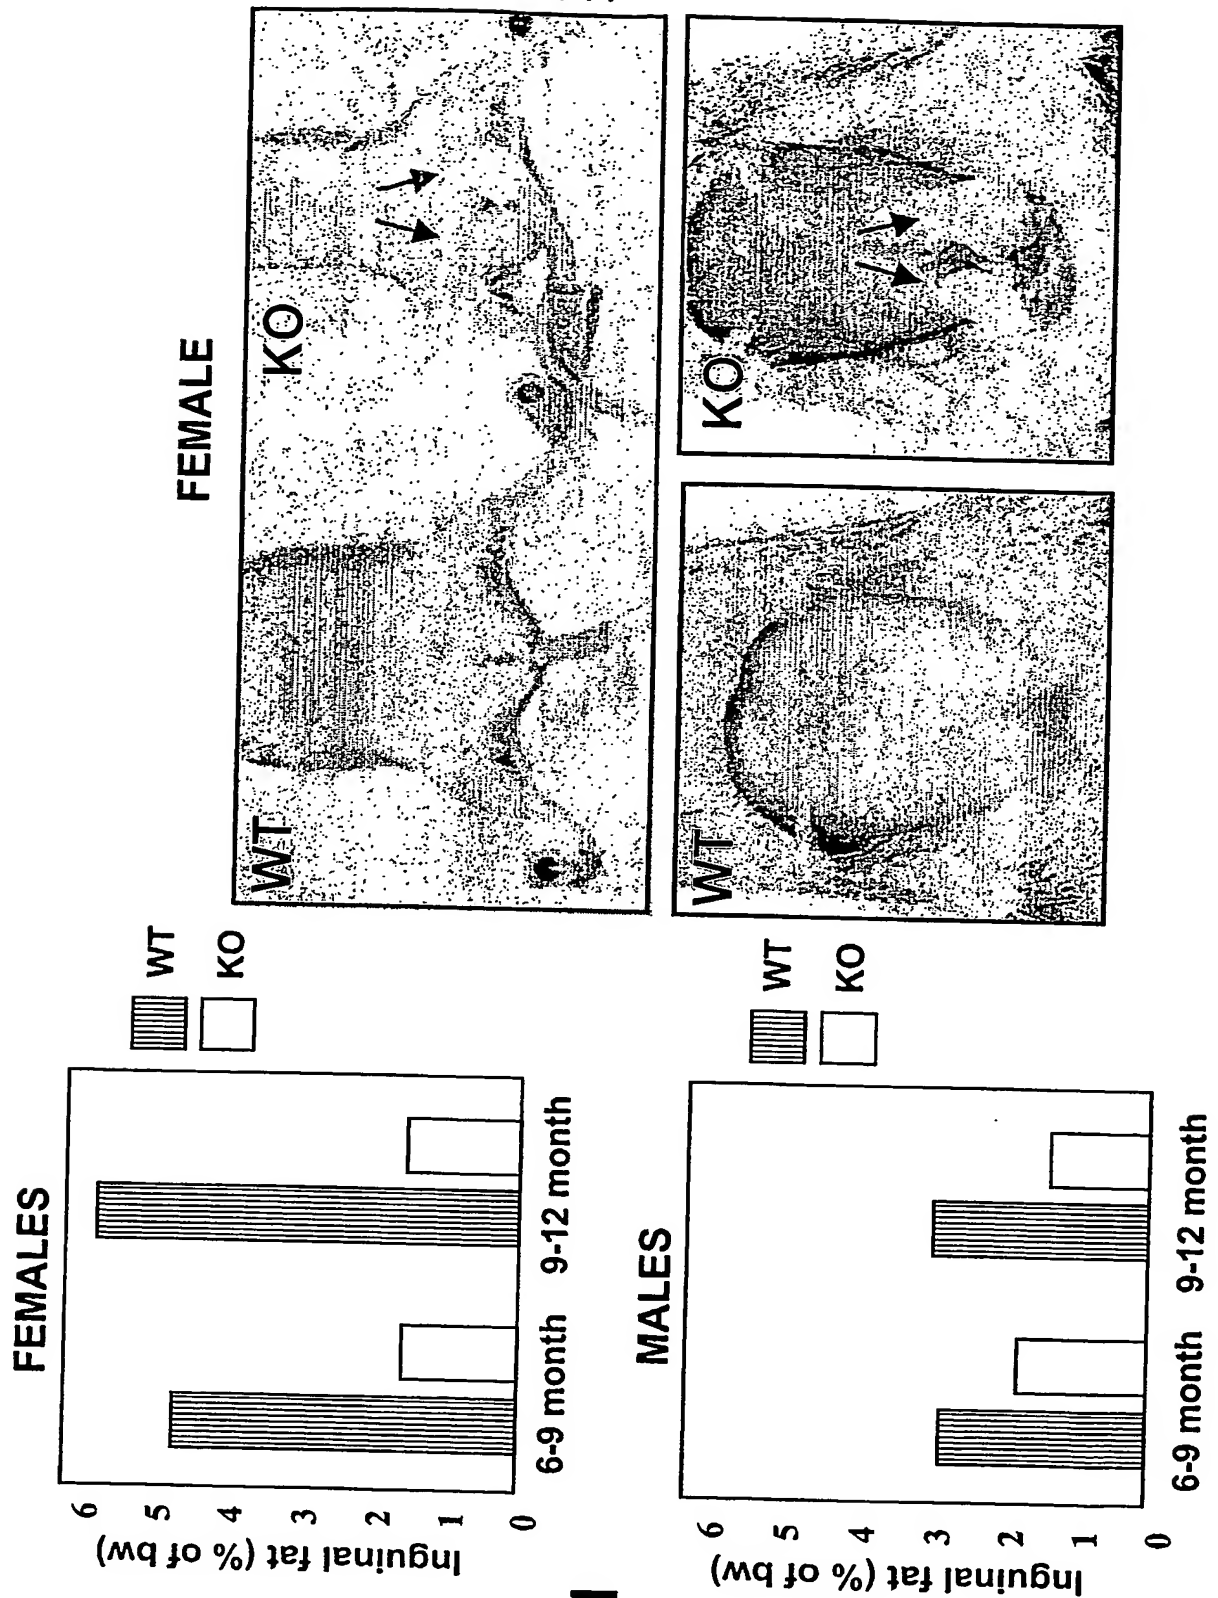 FEMALES
Inguinal fat (% of bw)
6
5
4
3
2
1
0
6-9 month
9-12 month
WT
KO
FEMALE
WT
KO
MALES
Inguinal fat (% of bw)
6
5
4
3
2
1
0
6-9 month
9-12 month
WT
KO
WT
KO